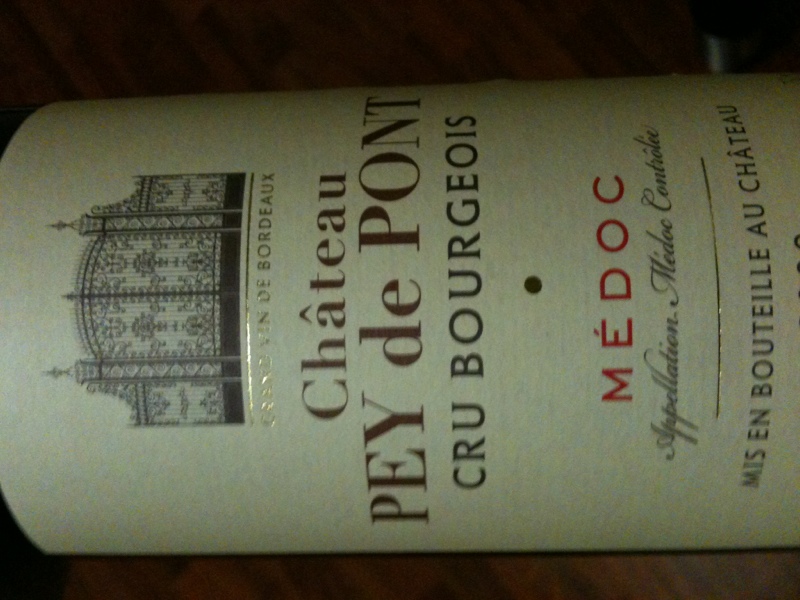 GRAND VIN DE BORDEAUX
Château
PEY de PONT
CRU BOURGEOIS
MÉDOC
Appellation Médoc Contrôlée
MIS EN BOUTEILLE AU CHÂTEAU